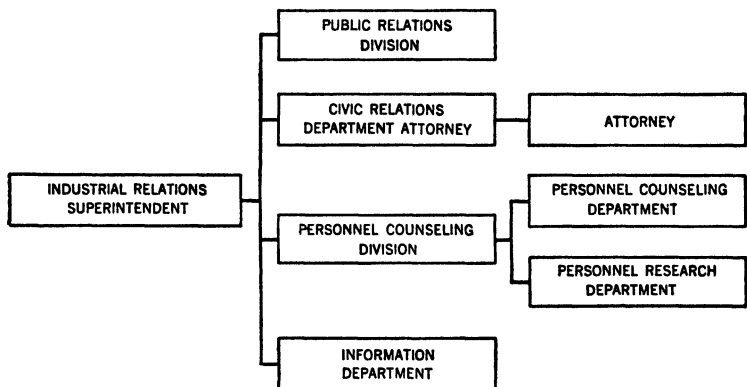 PUBLIC RELATIONS
DIVISION
CIVIC RELATIONS
DEPARTMENT ATTORNEY
ATTORNEY
INDUSTRIAL RELATIONS
SUPERINTENDENT
PERSONNEL COUNSELING
DEPARTMENT
PERSONNEL COUNSELING
DIVISION
PERSONNEL RESEARCH
DEPARTMENT
INFORMATION
DEPARTMENT